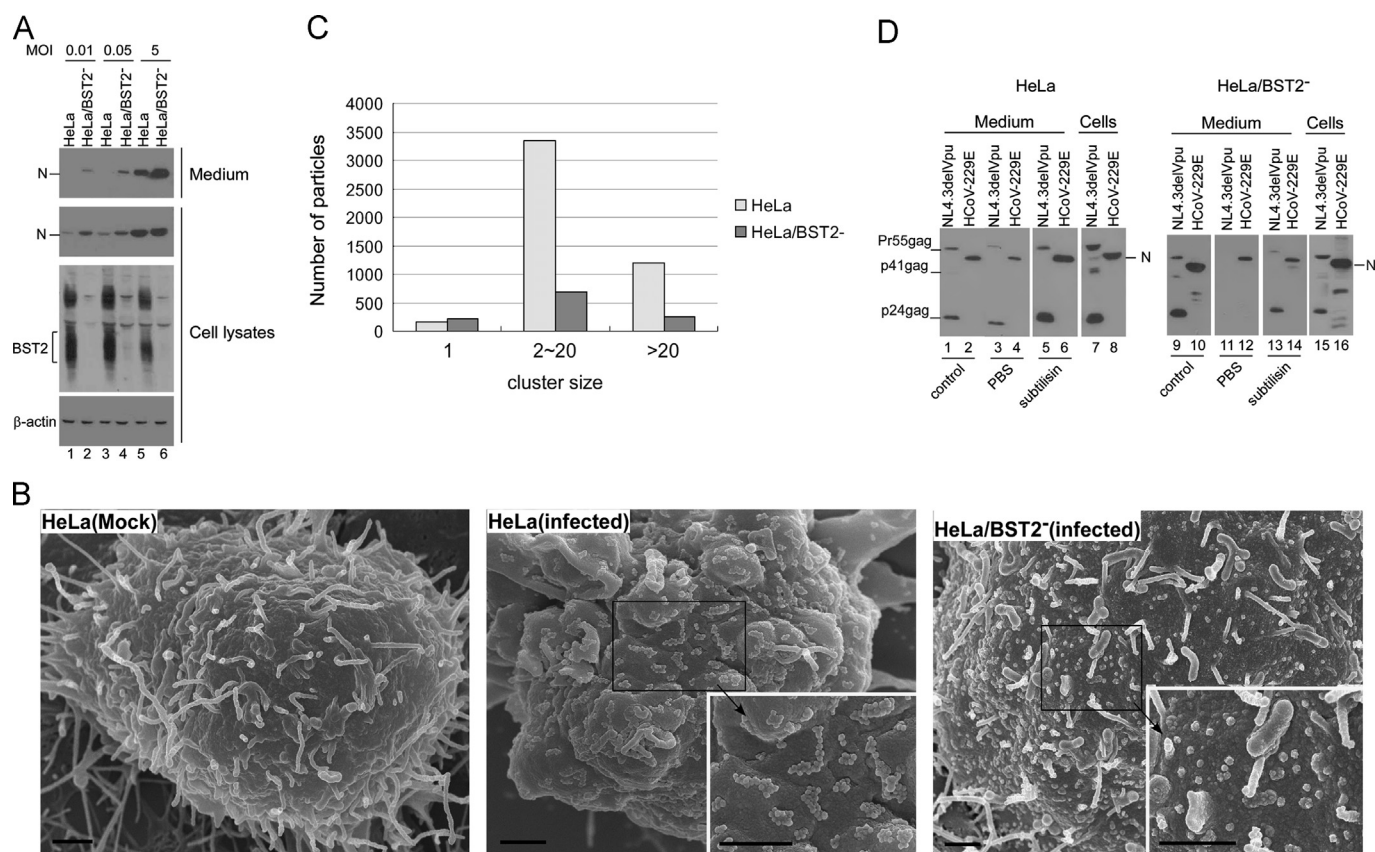 A
MOI 0.01 0.05 5
HeLa
HeLa/BST2-
HeLa
HeLa/BST2-
HeLa
HeLa/BST2-
N
Medium
N
BST2
Cell lysates
β-actin
1 2 3 4 5 6
C
Number of particles
4000
3500
3000
2500
2000
1500
1000
500
0
1 2~20 >20
cluster size
HeLa
HeLa/BST2-
D
HeLa
Medium Cells
NL4.3delVpu
HCoV-229E
NL4.3delVpu
HCoV-229E
NL4.3delVpu
HCoV-229E
NL4.3delVpu
HCoV-229E
Pr55gag
p41gag
p24gag
N
1 2 3 4 5 6 7 8
control PBS subtilisin
HeLa/BST2-
Medium Cells
NL4.3delVpu
HCoV-229E
NL4.3delVpu
HCoV-229E
NL4.3delVpu
HCoV-229E
NL4.3delVpu
HCoV-229E
N
9 10 11 12 13 14 15 16
control PBS subtilisin
B
HeLa(Mock)
HeLa(infected)
HeLa/BST2-(infected)